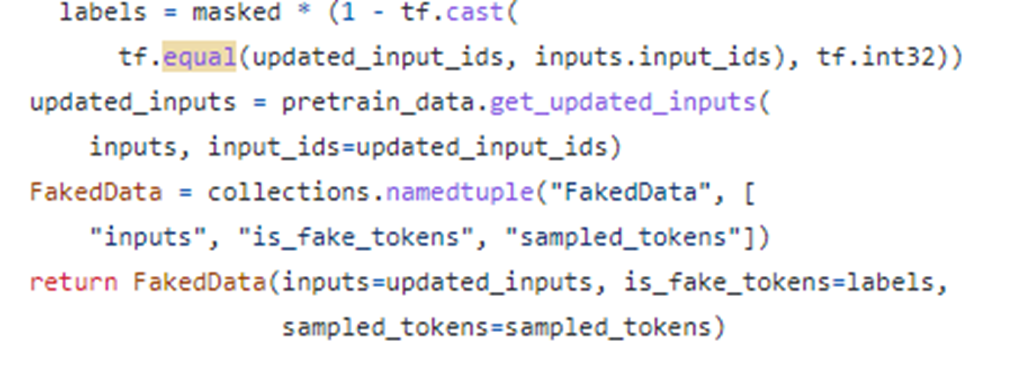 labels = masked * (1 - tf.cast(
tf.equal(updated_input_ids, inputs.input_ids), tf.int32))
updated_inputs = pretrain_data.get_updated_inputs(
inputs, input_ids=updated_input_ids)
FakedData = collections.namedtuple("FakedData", [
"inputs", "is_fake_tokens", "sampled_tokens"])
return FakedData(inputs=updated_inputs, is_fake_tokens=labels,
sampled_tokens=sampled_tokens)